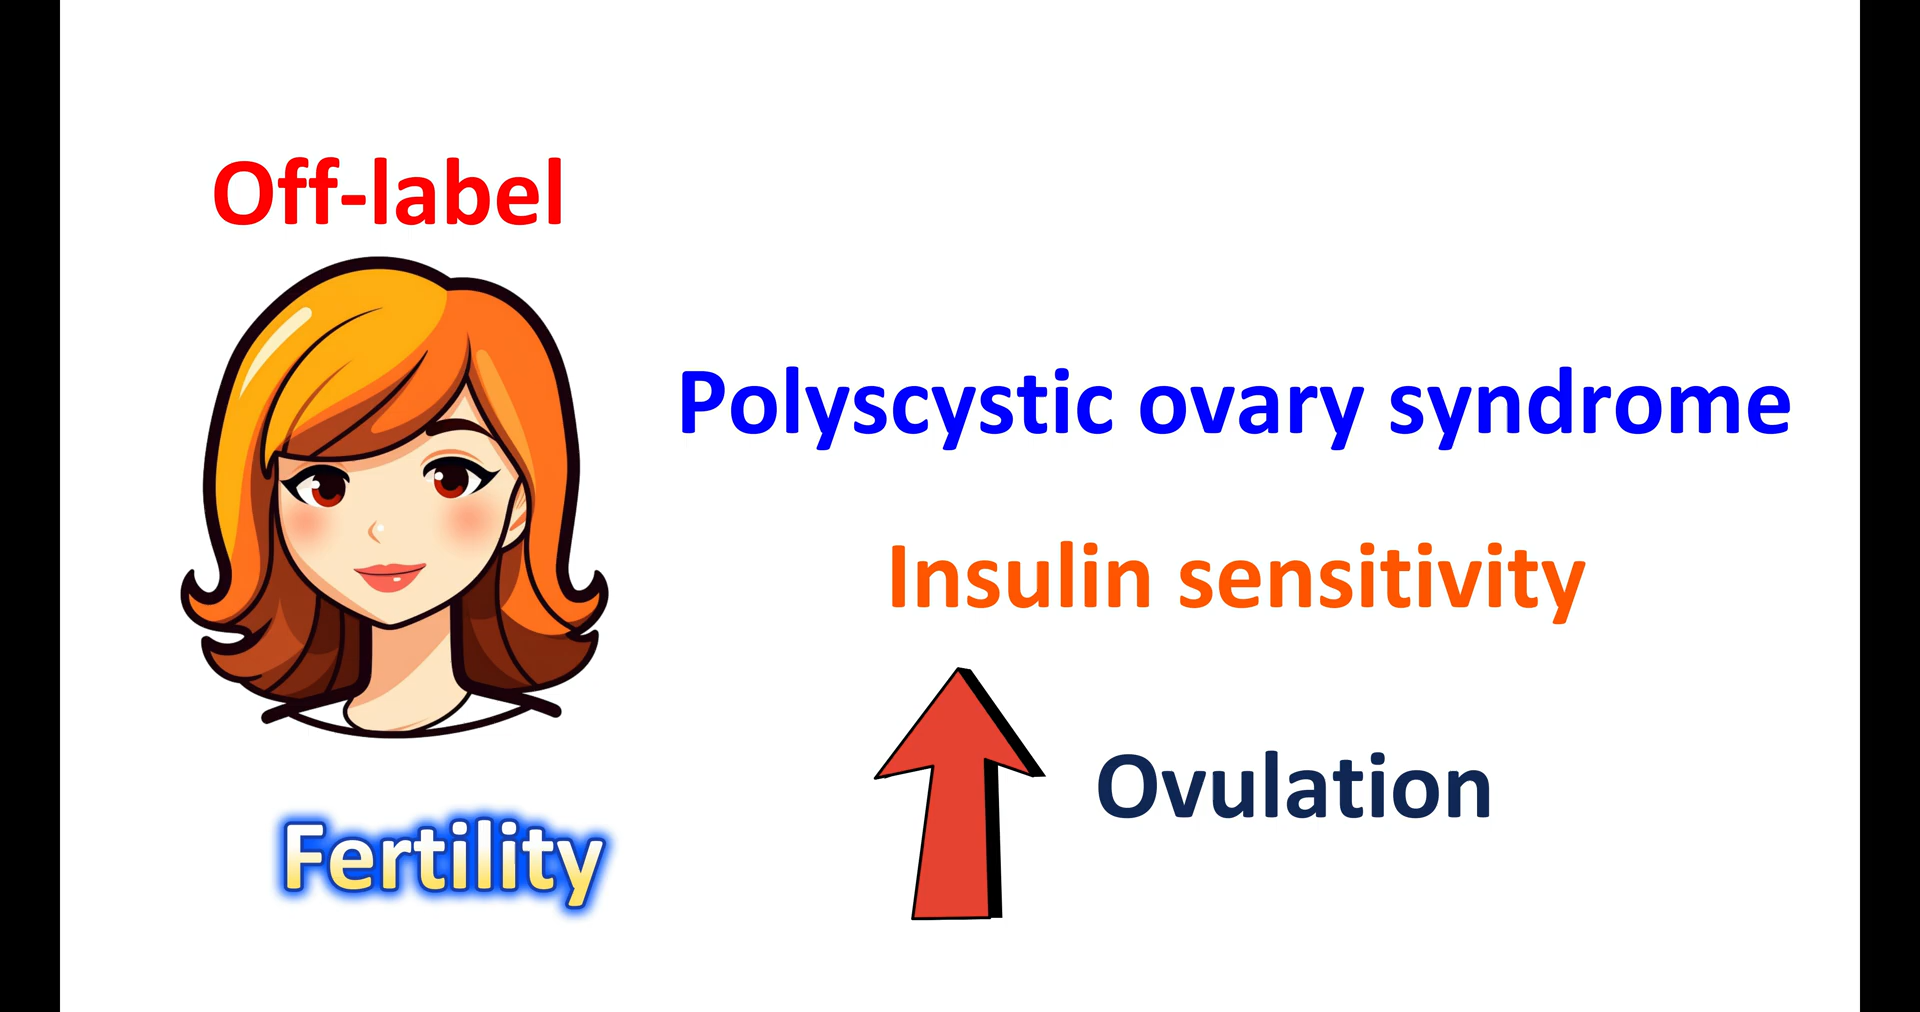 Off-label
Polyscystic ovary syndrome
Insulin sensitivity
Ovulation
Fertility